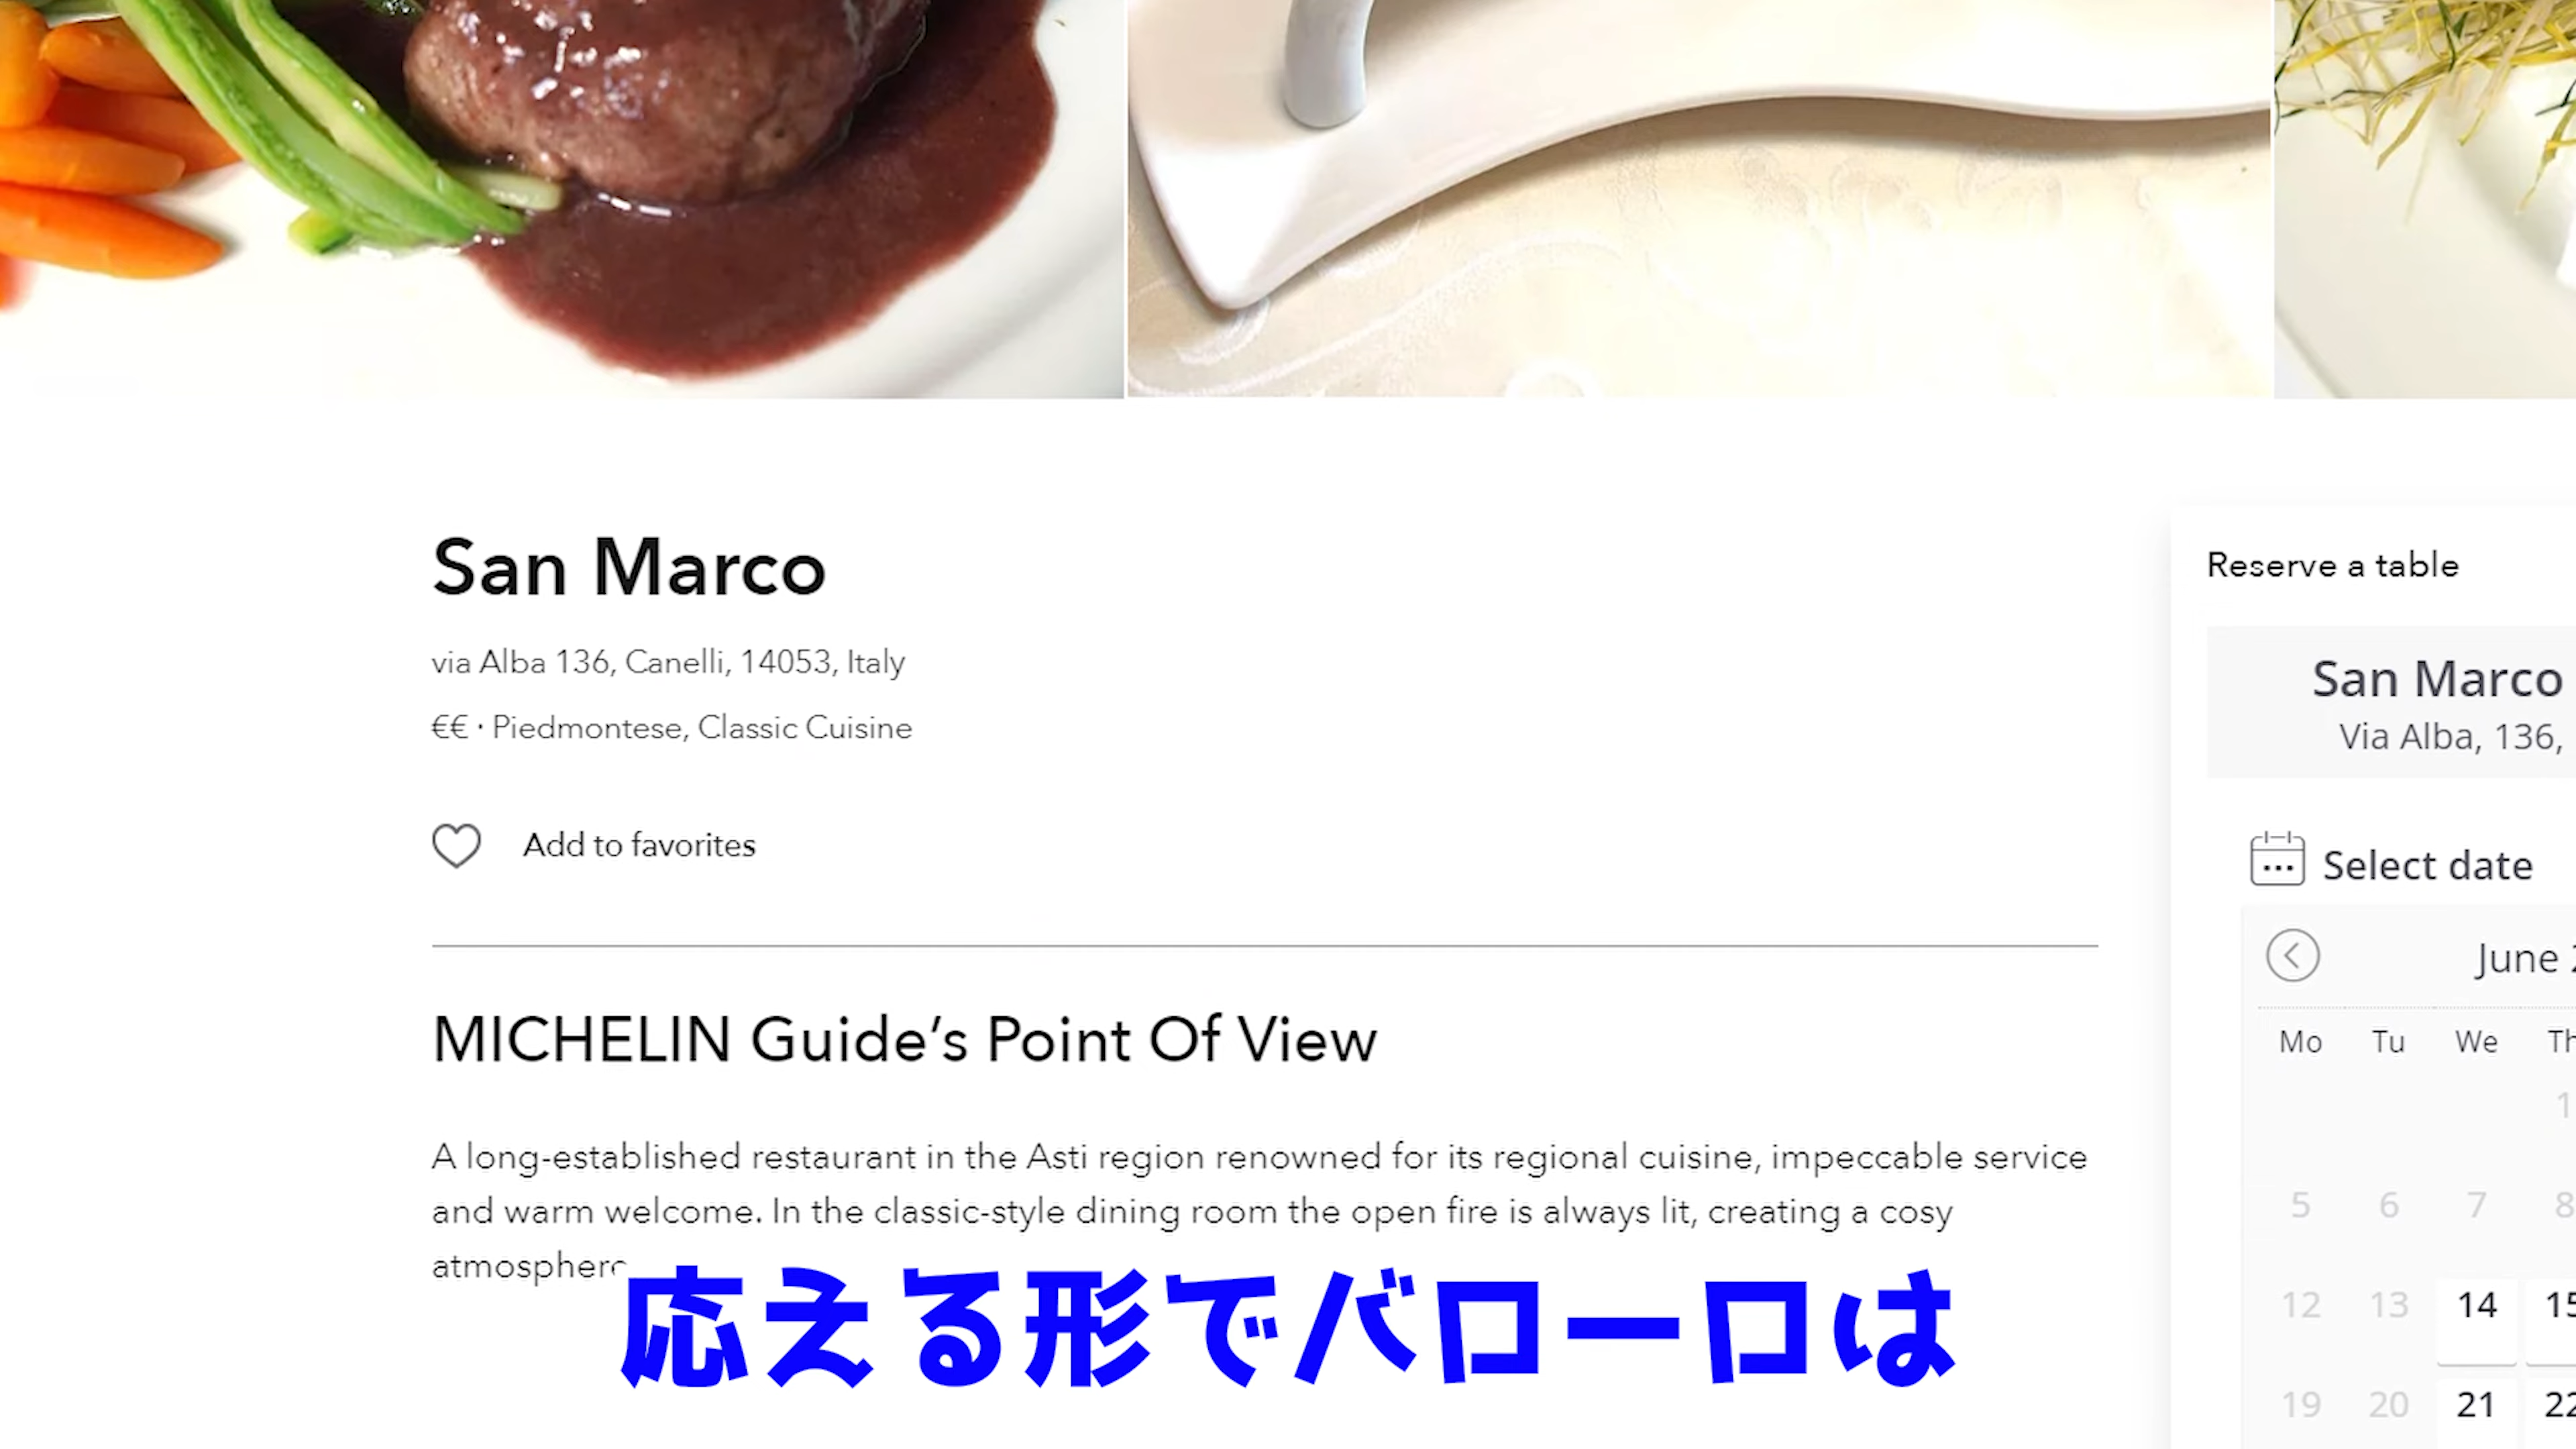 San Marco
via Alba 136, Canelli, 14053, Italy
€€ · Piedmontese, Classic Cuisine
Add to favorites
MICHELIN Guide’s Point Of View
A long-established restaurant in the Asti region renowned for its regional cuisine, impeccable service
and warm welcome. In the classic-style dining room the open fire is always lit, creating a cosy
応える形でバローロは
Reserve a table
San Marco
Via Alba, 136,
Select date
June
Mo Tu We
5 6 7 8
12 13 14 15
19 20 21 22